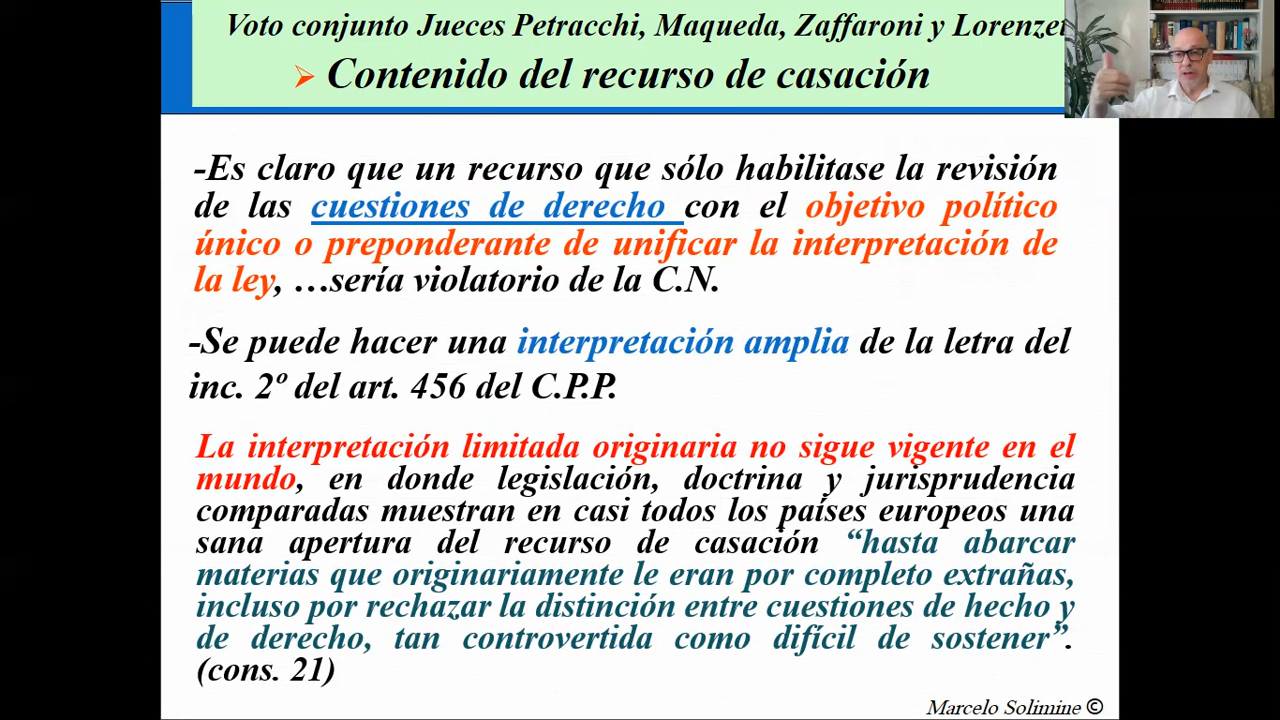 Voto conjunto Jueces Petracchi, Maqueda, Zaffaroni y
➢ Contenido del recurso de casación
-Es claro que un recurso que sólo habilitase la revisión
de las cuestiones de derecho con el objetivo político
único o preponderante de unificar la interpretación de
la ley, …sería violatorio de la C.N.
-Se puede hacer una interpretación amplia de la letra del
inc. 2º del art. 456 del C.P.P.
La interpretación limitada originaria no sigue vigente en el
mundo, en donde legislación, doctrina y jurisprudencia
comparadas muestran en casi todos los países europeos una
sana apertura del recurso de casación “hasta abarcar
materias que originariamente le eran por completo extrañas,
incluso por rechazar la distinción entre cuestiones de hecho y
de derecho, tan controvertida como difícil de sostener”.
(cons. 21)
Marcelo Solimine ©